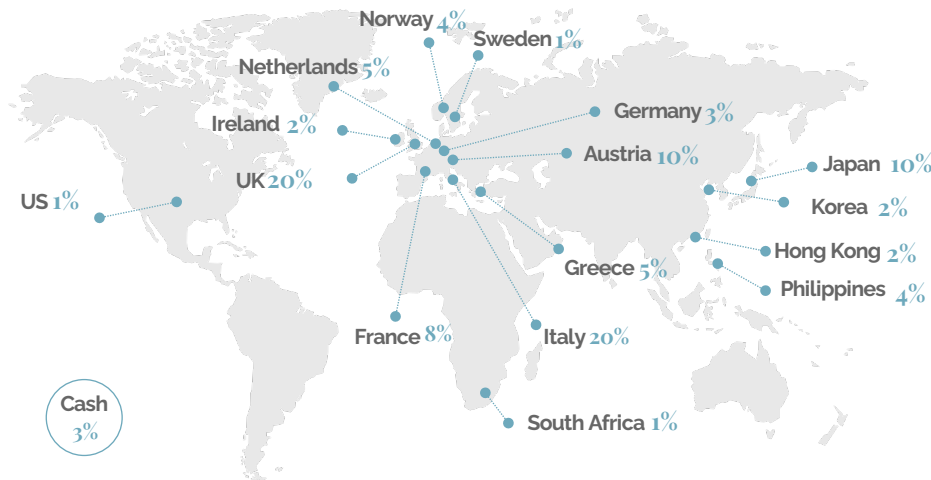 Norway 4%
Sweden 1%
Netherlands 5%
Germany 3%
Ireland 2%
Austria 10%
Japan 10%
UK 20%
US 1%
Korea 2%
Hong Kong 2%
Greece 5%
Philippines 4%
France 8%
Italy 20%
Cash
3%
South Africa 1%